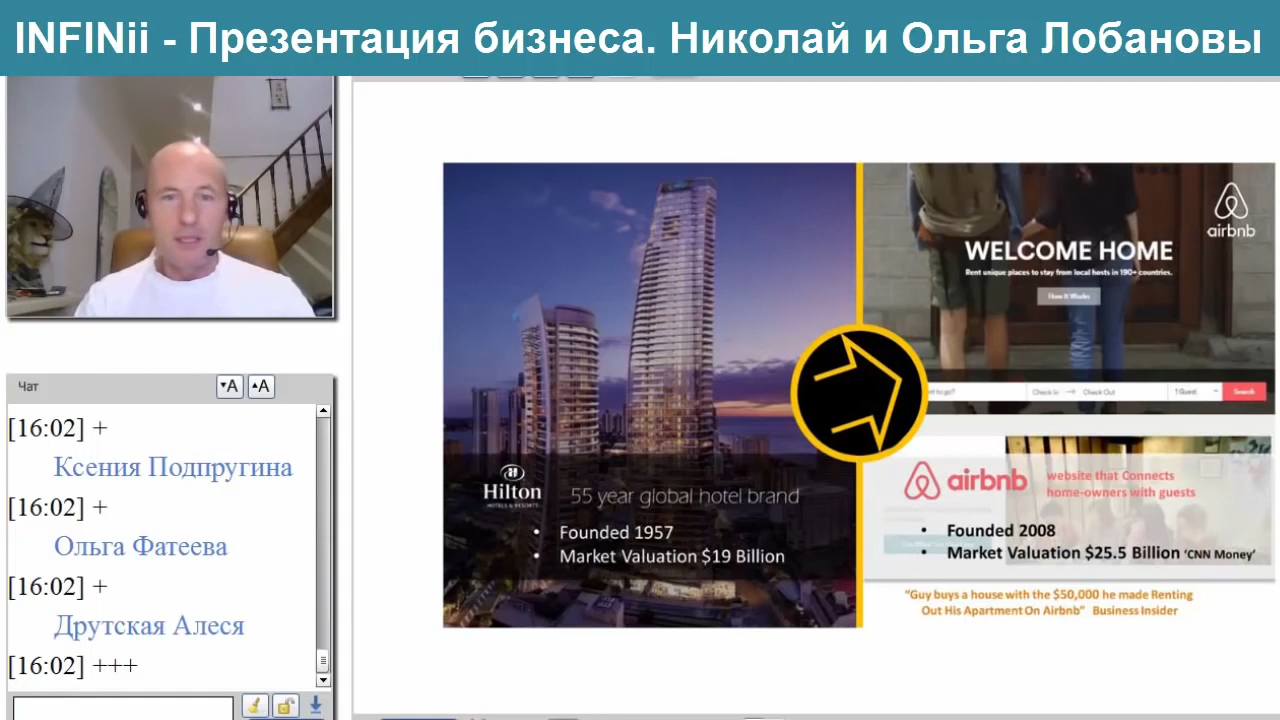 INFINii - Презентация бизнеса. Николай и Ольга Лобановы
Чат
▼A
▲A
[16:02] +
Ксения Подпругина
[16:02] +
Ольга Фатеева
[16:02] +
Друтская Алеся
[16:02] +++
Hilton
HOTELS & RESORTS
55 year global hotel brand
• Founded 1957
• Market Valuation $19 Billion
airbnb
WELCOME HOME
Rent unique places to stay from local hosts in 190+ countries.
How It Works
to go?
Check In → Check Out
1 Guest
Search
airbnb
website that Connects
home-owners with guests
• Founded 2008
• Market Valuation $25.5 Billion ‘CNN Money’
“Guy buys a house with the $50,000 he made Renting
Out His Apartment On Airbnb” Business Insider